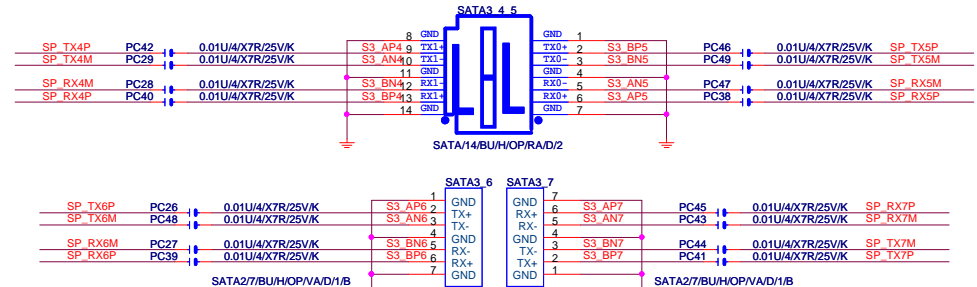 SATA3_4_5
8 GND GND 1
SP_TX4P PC42 0.01U/4/X7R/25V/K S3_AP4 9 TX1+ TX0+ 2 S3_BP5 PC46 0.01U/4/X7R/25V/K SP_TX5P
SP_TX4M PC29 0.01U/4/X7R/25V/K S3_AN4 10 TX1- TX0- 3 S3_BN5 PC49 0.01U/4/X7R/25V/K SP_TX5M
11 GND GND 4
SP_RX4M PC28 0.01U/4/X7R/25V/K S3_BN4 12 RX1- RX0- 5 S3_AN5 PC47 0.01U/4/X7R/25V/K SP_RX5M
SP_RX4P PC40 0.01U/4/X7R/25V/K S3_BP4 13 RX1+ RX0+ 6 S3_AP5 PC38 0.01U/4/X7R/25V/K SP_RX5P
14 GND GND 7
SATA/14/BU/H/OP/RA/D/2
SATA3_6 SATA3_7
1 GND GND 7
SP_TX6P PC26 0.01U/4/X7R/25V/K S3_AP6 2 TX+ RX+ 6 S3_AP7 PC45 0.01U/4/X7R/25V/K SP_RX7P
SP_TX6M PC48 0.01U/4/X7R/25V/K S3_AN6 3 TX- RX- 5 S3_AN7 PC43 0.01U/4/X7R/25V/K SP_RX7M
4 GND GND 4
SP_RX6M PC27 0.01U/4/X7R/25V/K S3_BN6 5 RX- TX- 3 S3_BN7 PC44 0.01U/4/X7R/25V/K SP_TX7M
SP_RX6P PC39 0.01U/4/X7R/25V/K S3_BP6 6 RX+ TX+ 2 S3_BP7 PC41 0.01U/4/X7R/25V/K SP_TX7P
7 GND GND 1
SATA2/7/BU/H/OP/VA/D/1/B SATA2/7/BU/H/OP/VA/D/1/B